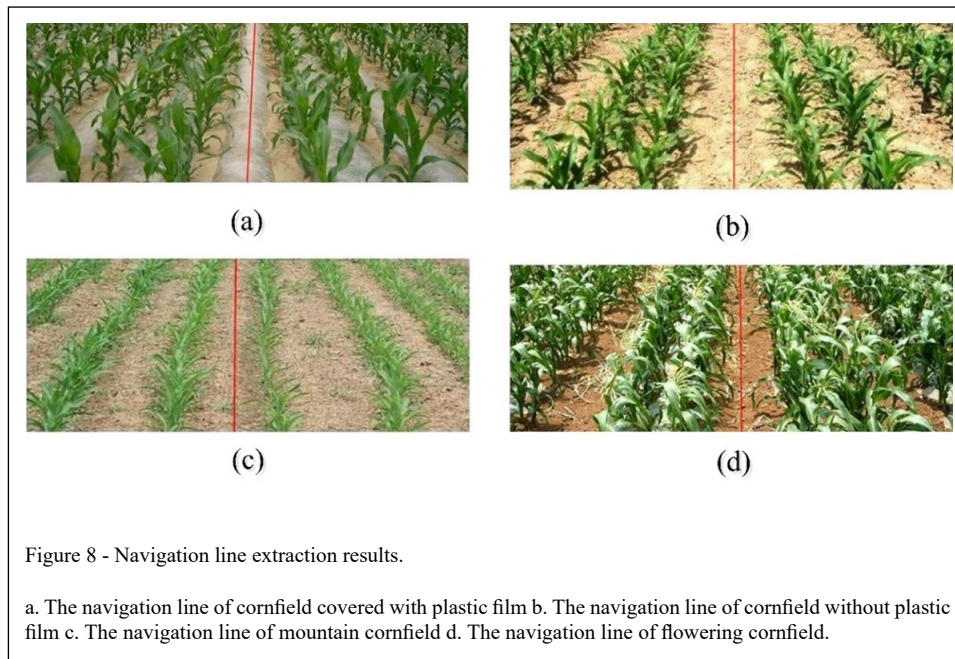 (a)
(b)
(c)
(d)
Figure 8 - Navigation line extraction results.
a. The navigation line of cornfield covered with plastic film b. The navigation line of cornfield without plastic
film c. The navigation line of mountain cornfield d. The navigation line of flowering cornfield.